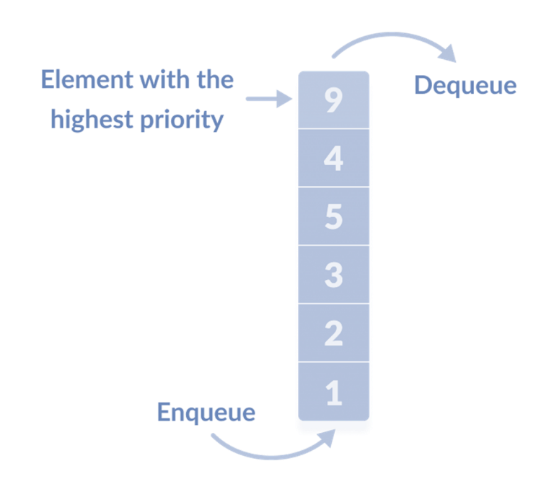 Element with the
highest priority
Dequeue
9
4
5
3
2
1
Enqueue